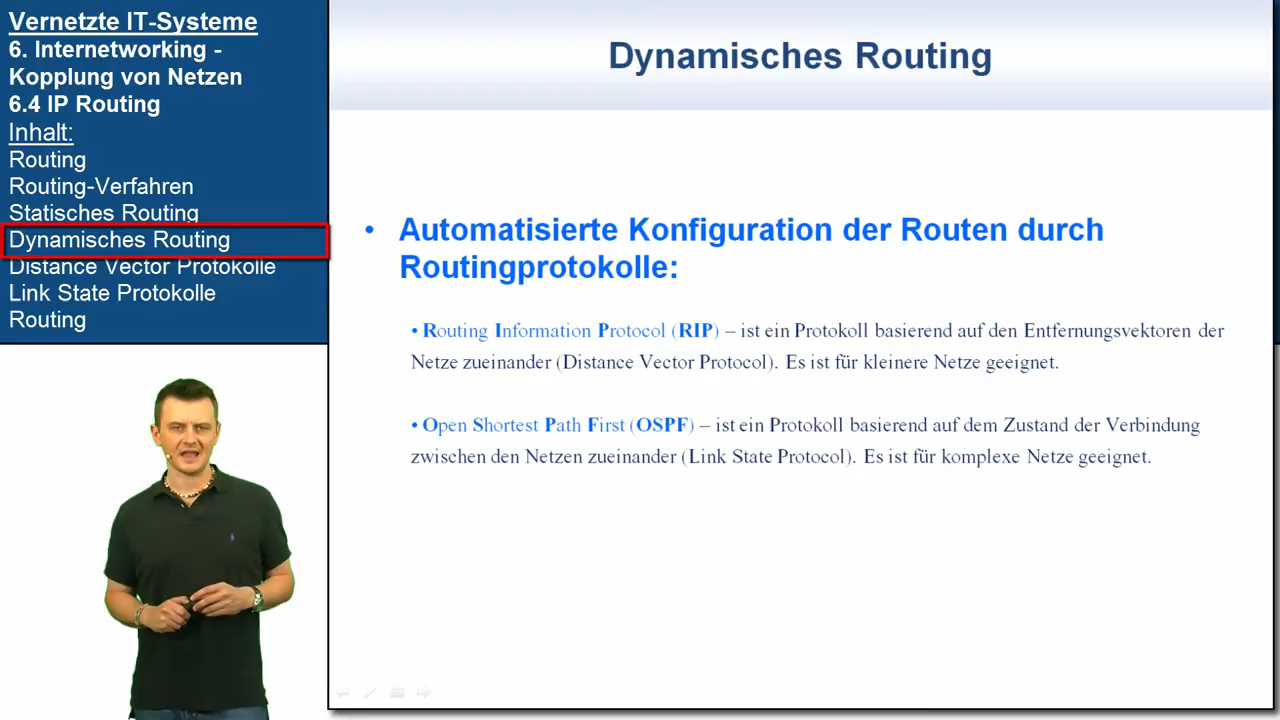 Vernetzte IT-Systeme
6. Internetworking -
Kopplung von Netzen
6.4 IP Routing
Inhalt:
Routing
Routing-Verfahren
Statisches Routing
Dynamisches Routing
Distance Vector Protokolle
Link State Protokolle
Routing
Dynamisches Routing
• Automatisierte Konfiguration der Routen durch
Routingprotokolle:
• Routing Information Protocol (RIP) – ist ein Protokoll basierend auf den Entfernungsvektoren der
Netze zueinander (Distance Vector Protocol). Es ist für kleinere Netze geeignet.
• Open Shortest Path First (OSPF) – ist ein Protokoll basierend auf dem Zustand der Verbindung
zwischen den Netzen zueinander (Link State Protocol). Es ist für komplexe Netze geeignet.